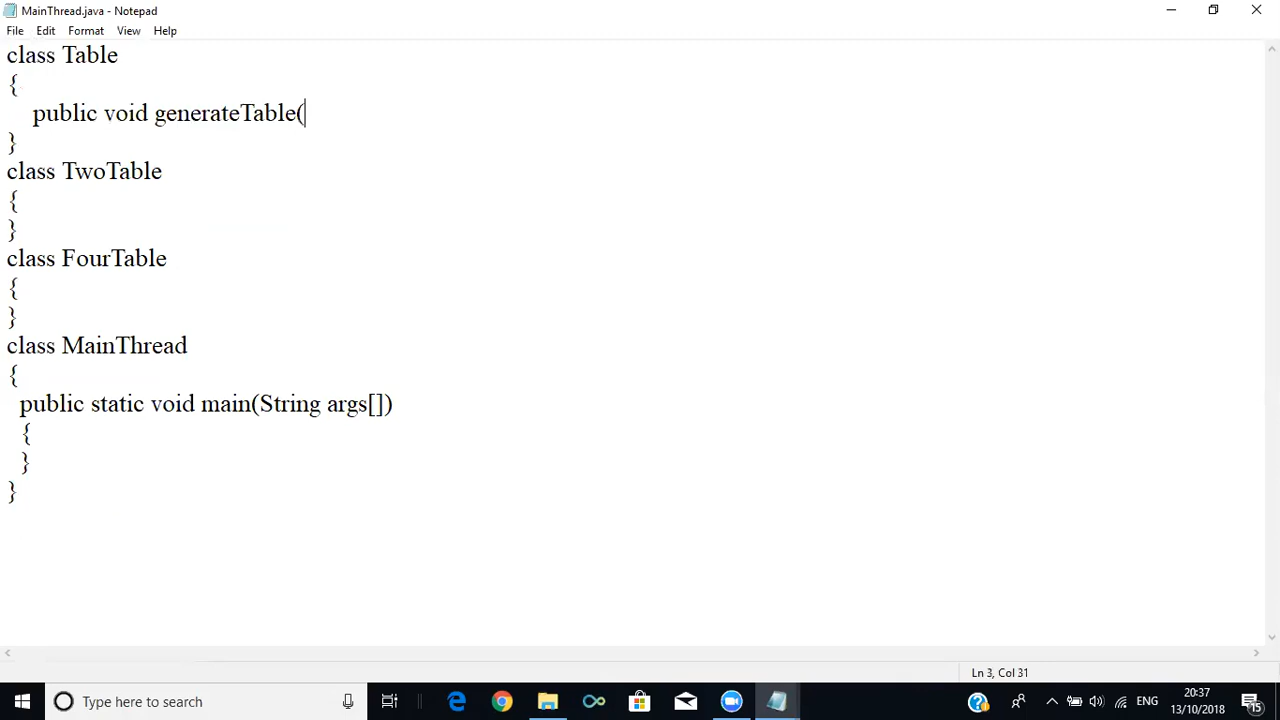 MainThread.java - Notepad
File Edit Format View Help
class Table
{
public void generateTable(
}
class TwoTable
{
}
class FourTable
{
}
class MainThread
{
public static void main(String args[])
{
}
}
Ln 3, Col 31
Type here to search
ENG
20:37
13/10/2018
15